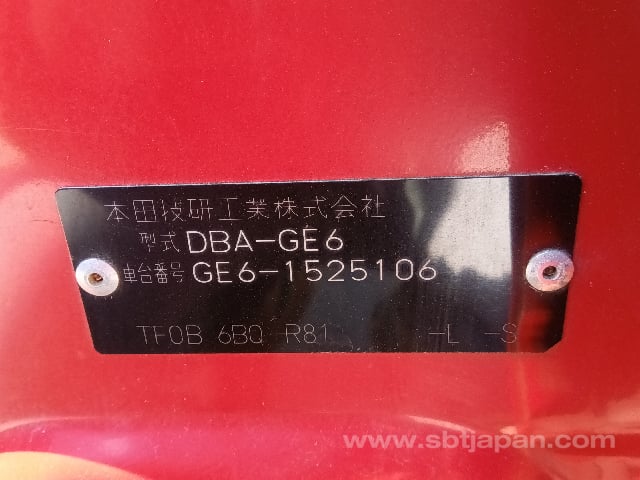 本田技研工業株式会社
型式 DBA-GE6
車台番号 GE6-1525106
TF0B 6BQ R81 -L -S
www.sbtjapan.com